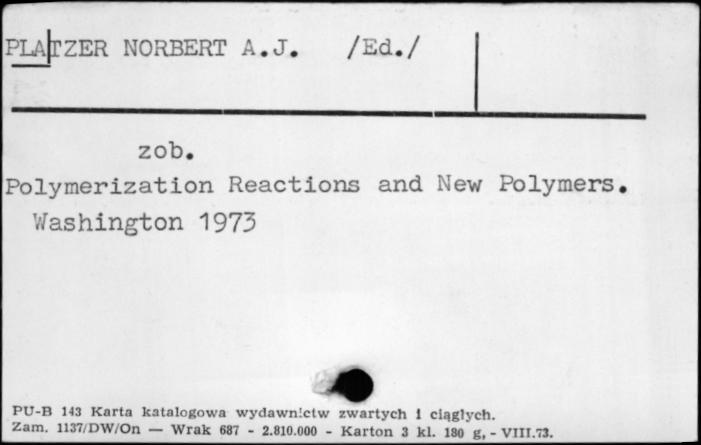 PLATZER NORBERT A.J. /Ed./
zob.
Polymerization Reactions and New Polymers.
Washington 1973
PU-B 143 Karta katalogowa wydawnictw zwartych i ciągłych.
Zam. 1137/DW/On — Wrak 687 - 2.810.000 - Karton 3 kl. 180 g, - VIII.73.